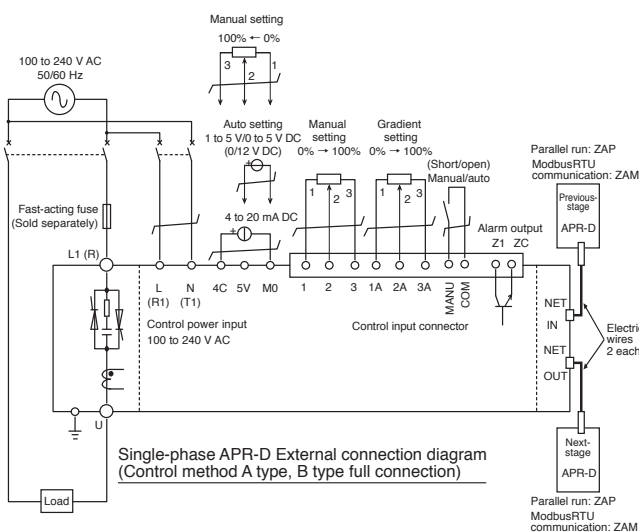 Manual setting
100% ← 0%
3
1
2
100 to 240 V AC
50/60 Hz
Auto setting
1 to 5 V/0 to 5 V DC
(0/12 V DC)
+
4 to 20 mA DC
+
Manual
setting
0% → 100%
1
3
2
Gradient
setting
0% → 100%
1
3
2
(Short/open)
Manual/auto
Parallel run: ZAP
ModbusRTU
communication: ZAM
Previous-
stage
APR-D
Fast-acting fuse
(Sold separately)
Alarm output
Z1 ZC
L1 (R)
L
(R1)
N
(T1)
4C
5V
M0
1
2
3
1A
2A
3A
MANU
COM
Control power input
100 to 240 V AC
Control input connector
NET
IN
NET
OUT
Electric
wires
2 each
U
Single-phase APR-D External connection diagram
(Control method A type, B type full connection)
Load
Next-
stage
APR-D
Parallel run: ZAP
ModbusRTU
communication: ZAM